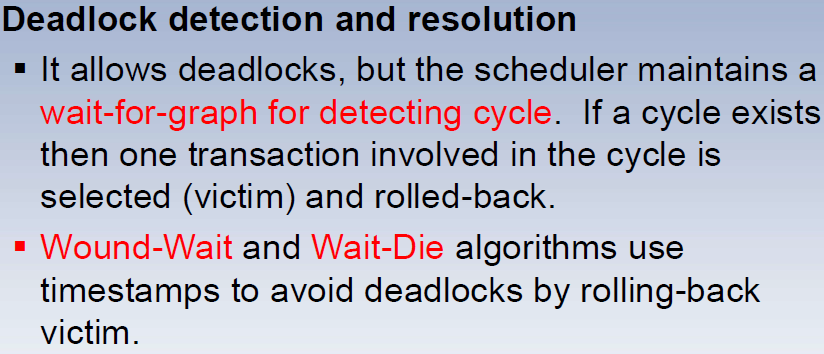 Deadlock detection and resolution
▪ It allows deadlocks, but the scheduler maintains a
wait-for-graph for detecting cycle.  If a cycle exists
then one transaction involved in the cycle is
selected (victim) and rolled-back.
▪ Wound-Wait and Wait-Die algorithms use
timestamps to avoid deadlocks by rolling-back
victim.